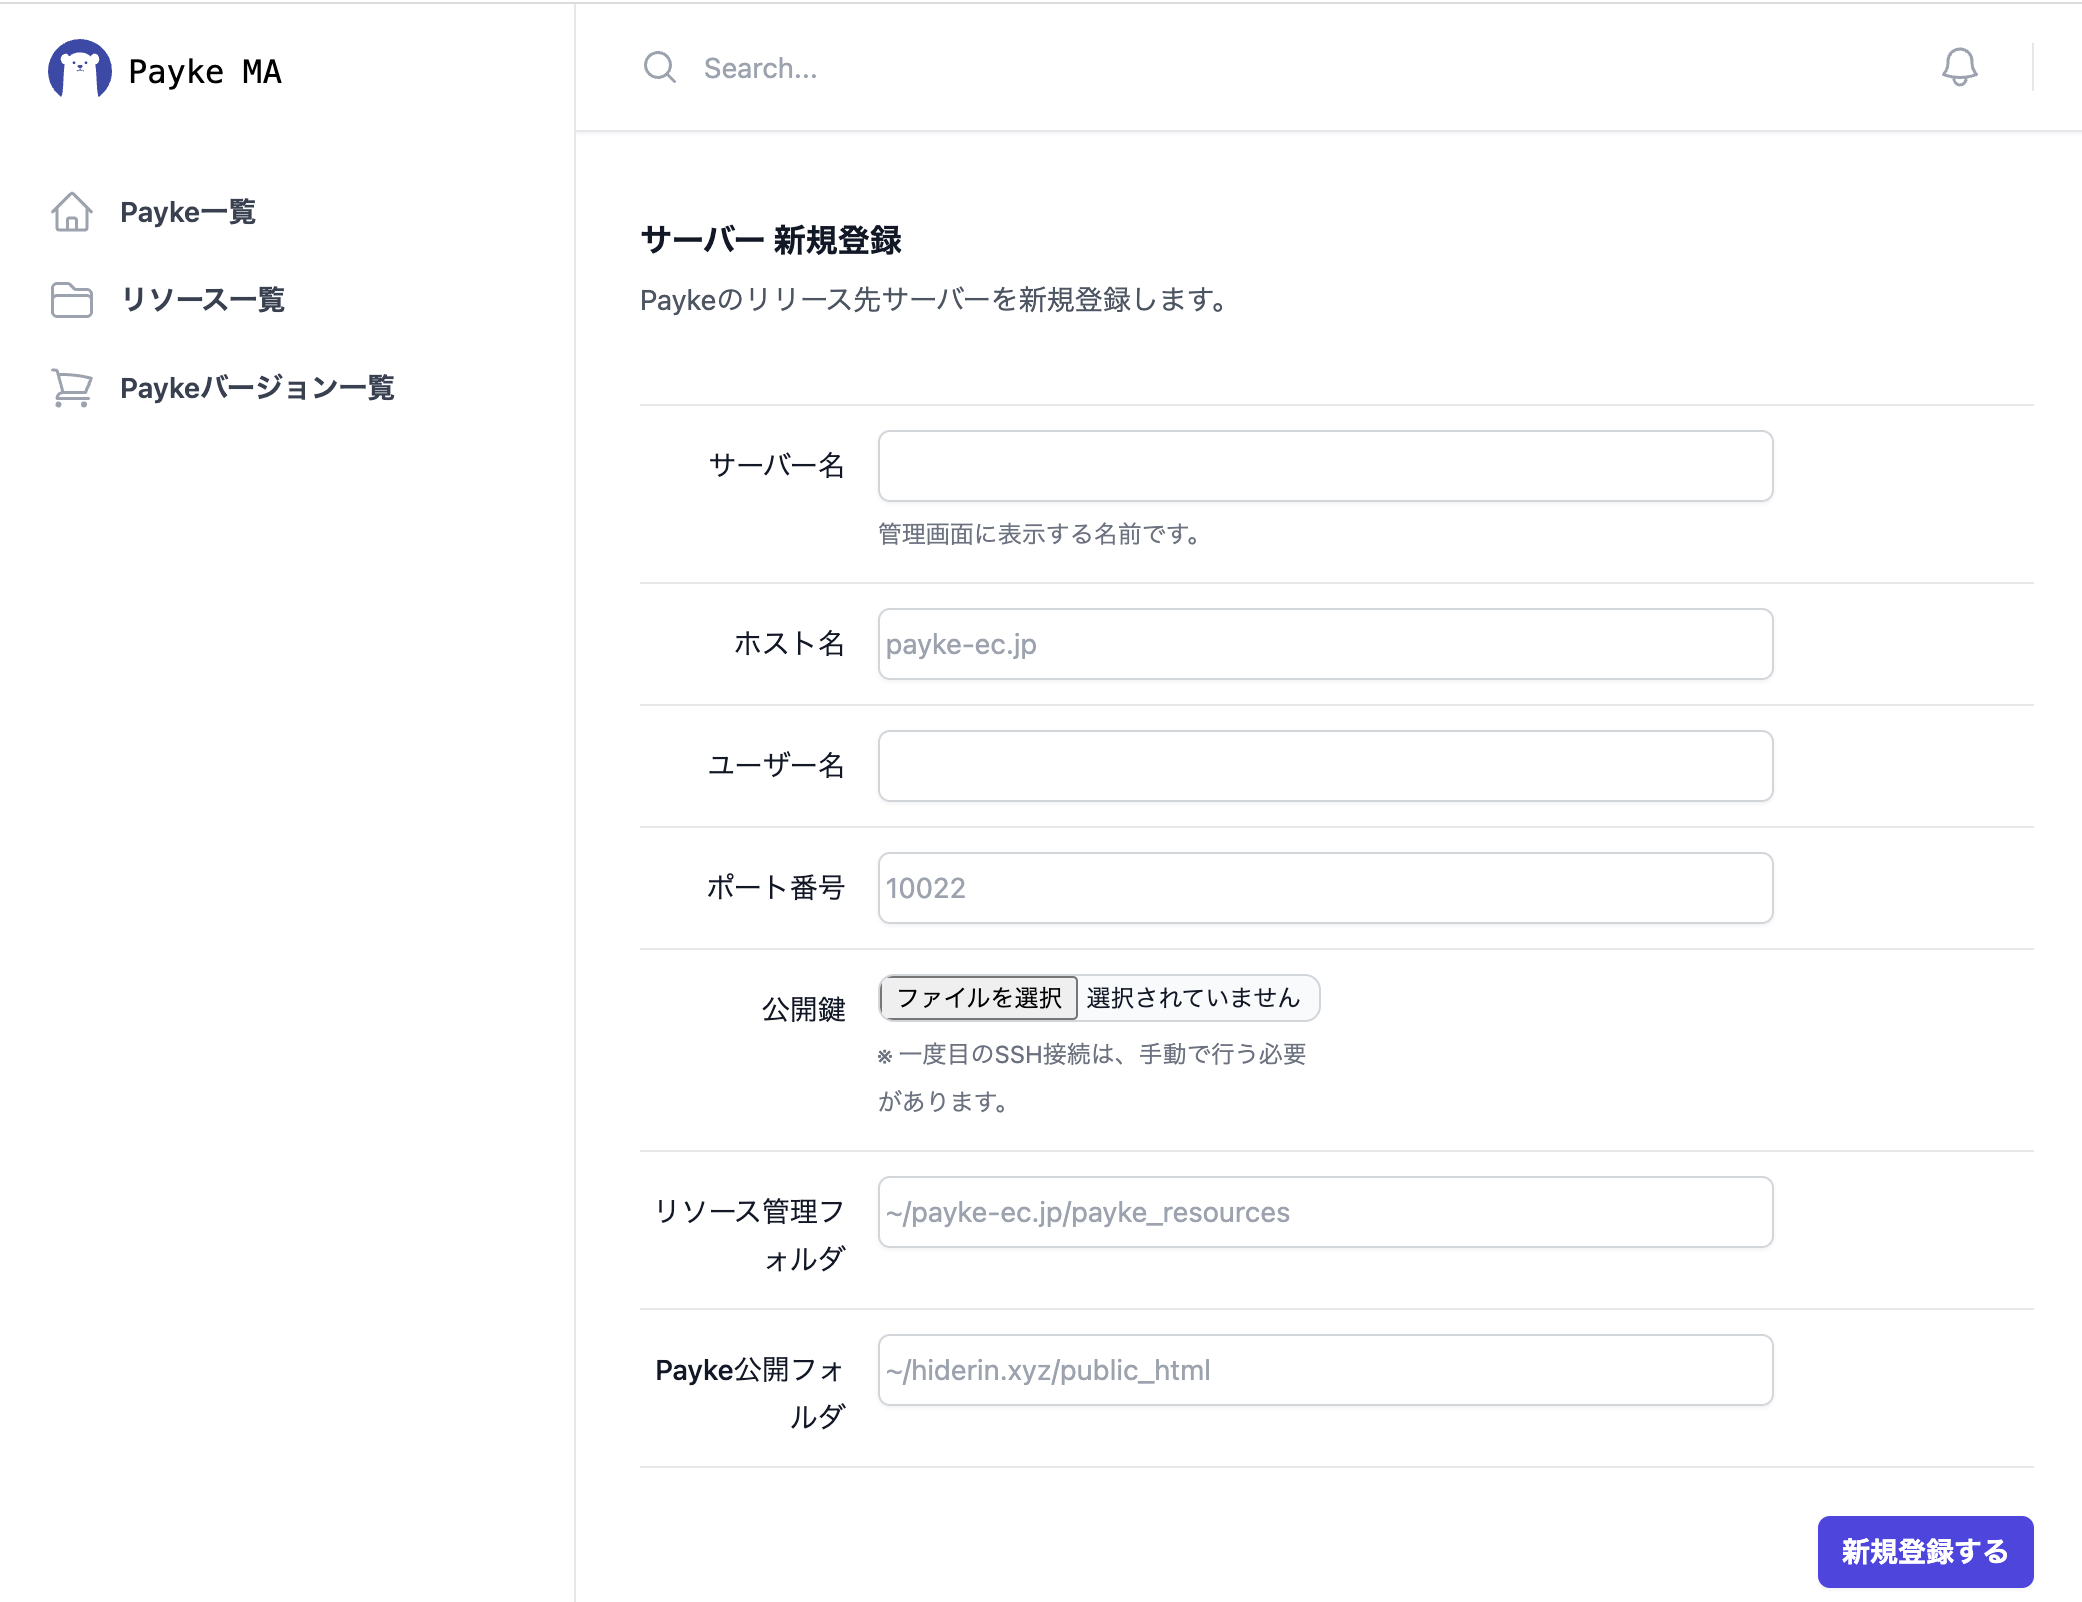 Payke MA
Search...
Payke一覧
リソース一覧
Paykeバージョン一覧
サーバー 新規登録
Paykeのリリース先サーバーを新規登録します。
サーバー名
管理画面に表示する名前です。
ホスト名
payke-ec.jp
ユーザー名
ポート番号
10022
公開鍵
ファイルを選択 選択されていません
※ 一度目のSSH接続は、手動で行う必要
があります。
リソース管理フ
ォルダ
~/payke-ec.jp/payke_resources
Payke公開フォ
ルダ
~/hiderin.xyz/public_html
新規登録する